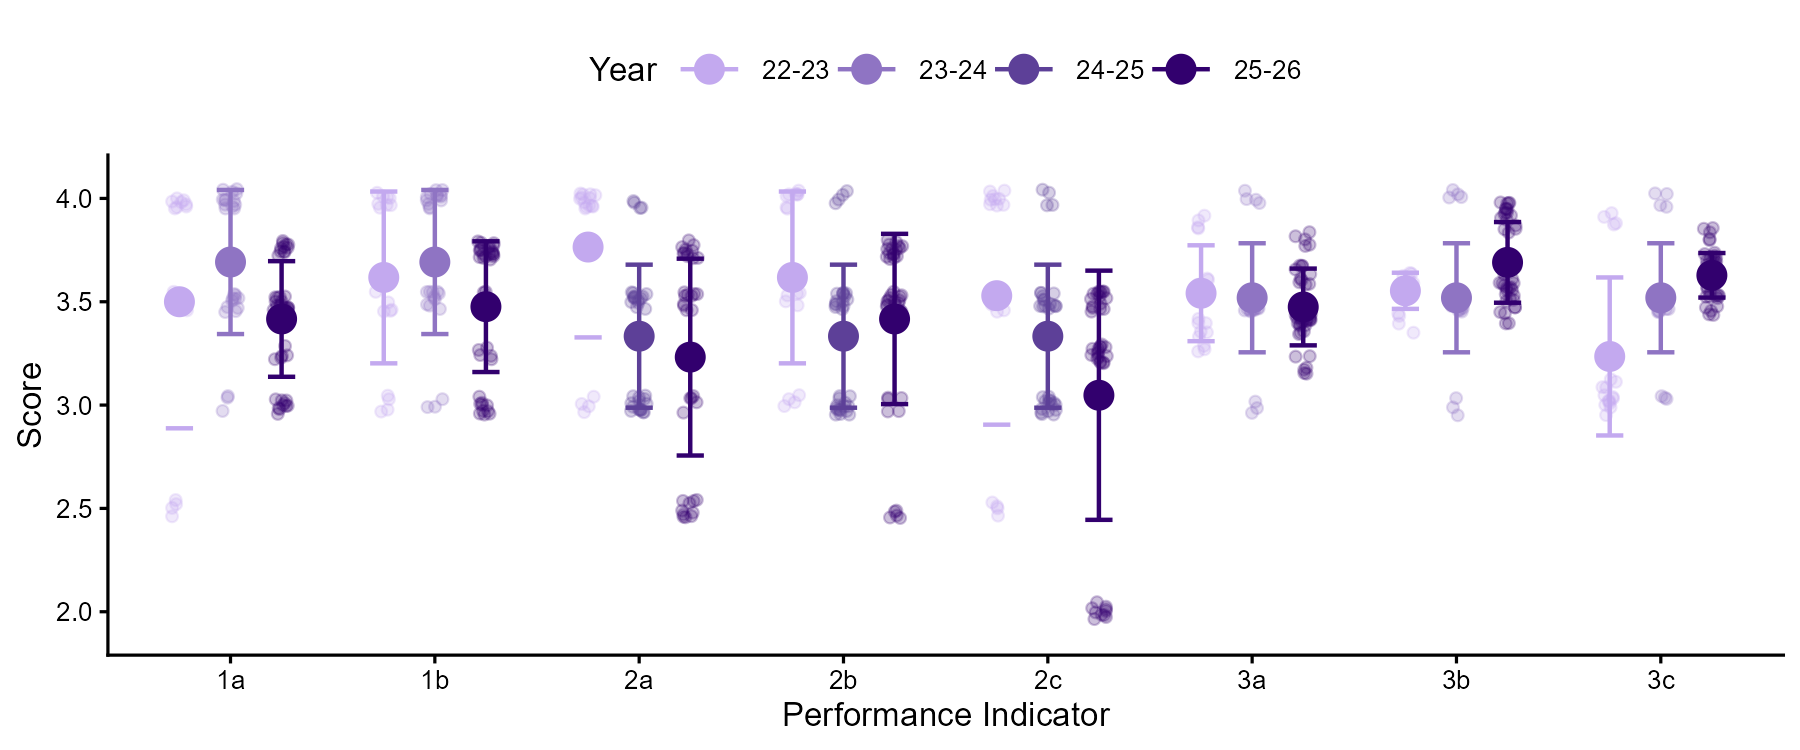 Year 22-23 23-24 24-25 25-26
4.0
3.5
3.0
2.5
2.0
Score
1a 1b 2a 2b 2c 3a 3b 3c
Performance Indicator